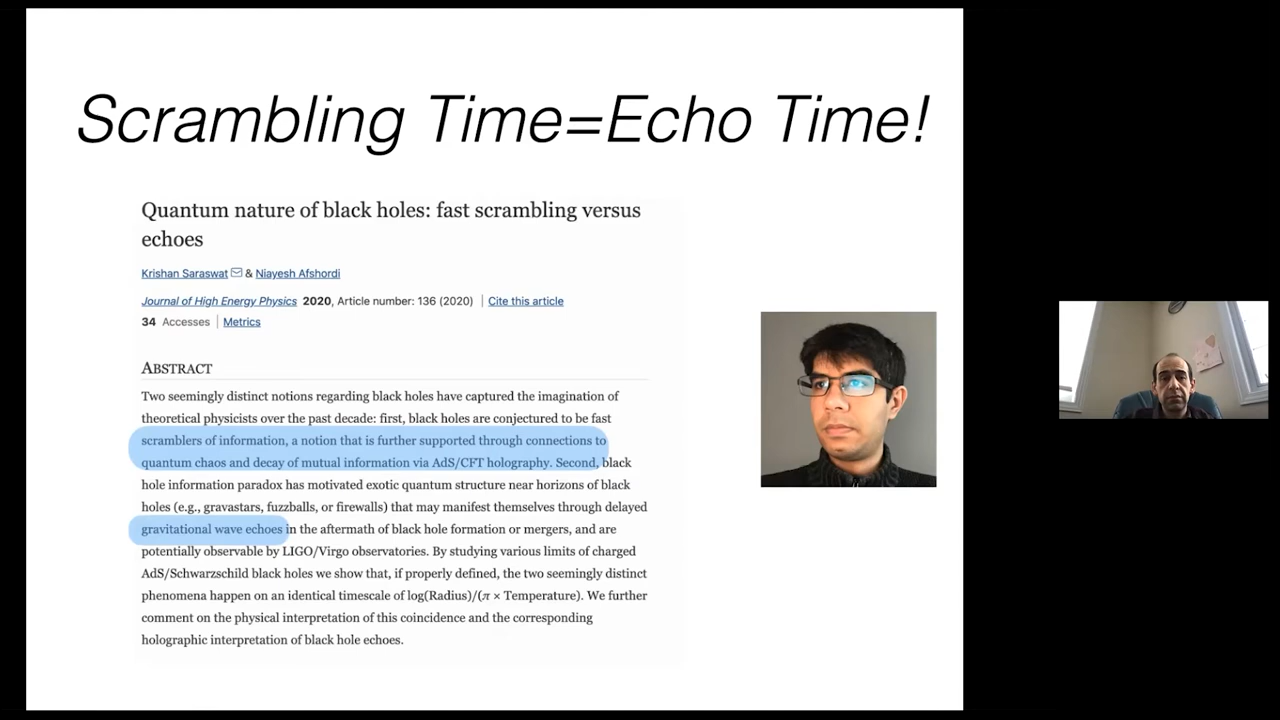 Scrambling Time=Echo Time!
Quantum nature of black holes: fast scrambling versus
echoes
Krishan Saraswat & Niayesh Afshordi
Journal of High Energy Physics 2020, Article number: 136 (2020) | Cite this article
34 Accesses | Metrics
ABSTRACT
Two seemingly distinct notions regarding black holes have captured the imagination of
theoretical physicists over the past decade: first, black holes are conjectured to be fast
scramblers of information, a notion that is further supported through connections to
quantum chaos and decay of mutual information via AdS/CFT holography. Second, black
hole information paradox has motivated exotic quantum structure near horizons of black
holes (e.g., gravastars, fuzzballs, or firewalls) that may manifest themselves through delayed
gravitational wave echoes in the aftermath of black hole formation or mergers, and are
potentially observable by LIGO/Virgo observatories. By studying various limits of charged
AdS/Schwarzschild black holes we show that, if properly defined, the two seemingly distinct
phenomena happen on an identical timescale of log(Radius)/(π × Temperature). We further
comment on the physical interpretation of this coincidence and the corresponding
holographic interpretation of black hole echoes.